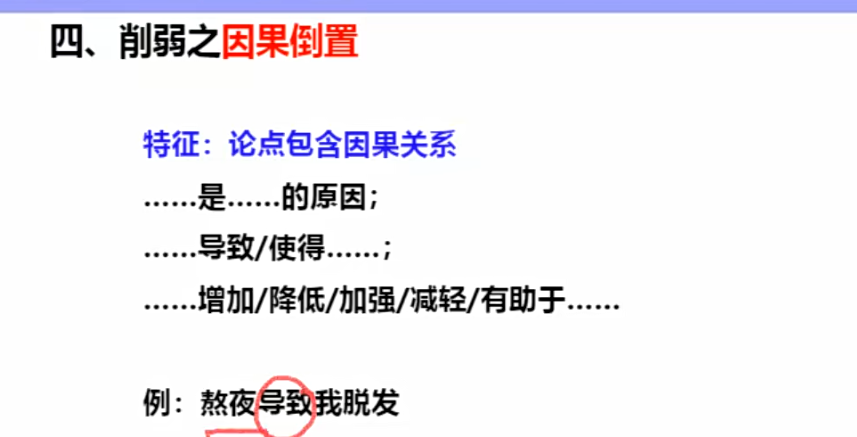 四、削弱之因果倒置
特征：论点包含因果关系
……是……的原因；
……导致/使得……；
……增加/降低/加强/减轻/有助于……
例：熬夜导致我脱发